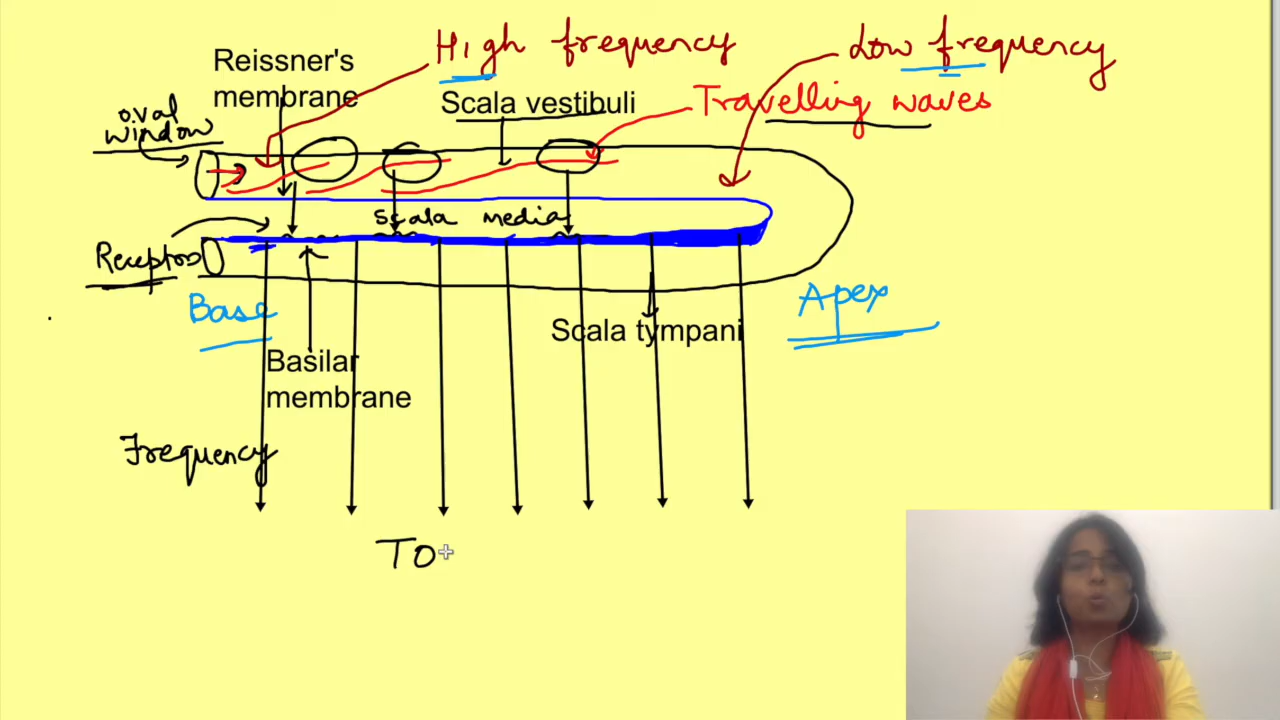 High frequency
Low frequency
Reissner's
membrane
Scala vestibuli
Travelling waves
oval
window
scala media
Receptors
Base
Apex
Scala tympani
Basilar
membrane
Frequency
TO